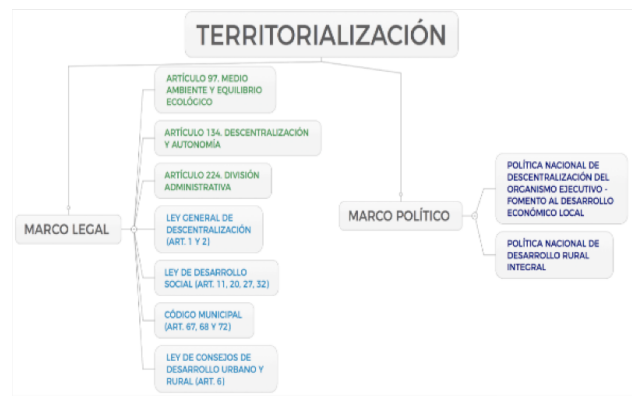 TERRITORIALIZACIÓN
MARCO LEGAL
ARTÍCULO 97. MEDIO
AMBIENTE Y EQUILIBRIO
ECOLÓGICO
ARTÍCULO 134. DESCENTRALIZACIÓN
Y AUTONOMÍA
ARTÍCULO 224. DIVISIÓN
ADMINISTRATIVA
LEY GENERAL DE
DESCENTRALIZACIÓN
(ART. 1 Y 2)
LEY DE DESARROLLO
SOCIAL (ART. 11, 20, 27, 32)
CÓDIGO MUNICIPAL
(ART. 67, 68 Y 72)
LEY DE CONSEJOS DE
DESARROLLO URBANO Y
RURAL (ART. 6)
MARCO POLÍTICO
POLÍTICA NACIONAL DE
DESCENTRALIZACIÓN DEL
ORGANISMO EJECUTIVO -
FOMENTO AL DESARROLLO
ECONÓMICO LOCAL
POLÍTICA NACIONAL DE
DESARROLLO RURAL
INTEGRAL